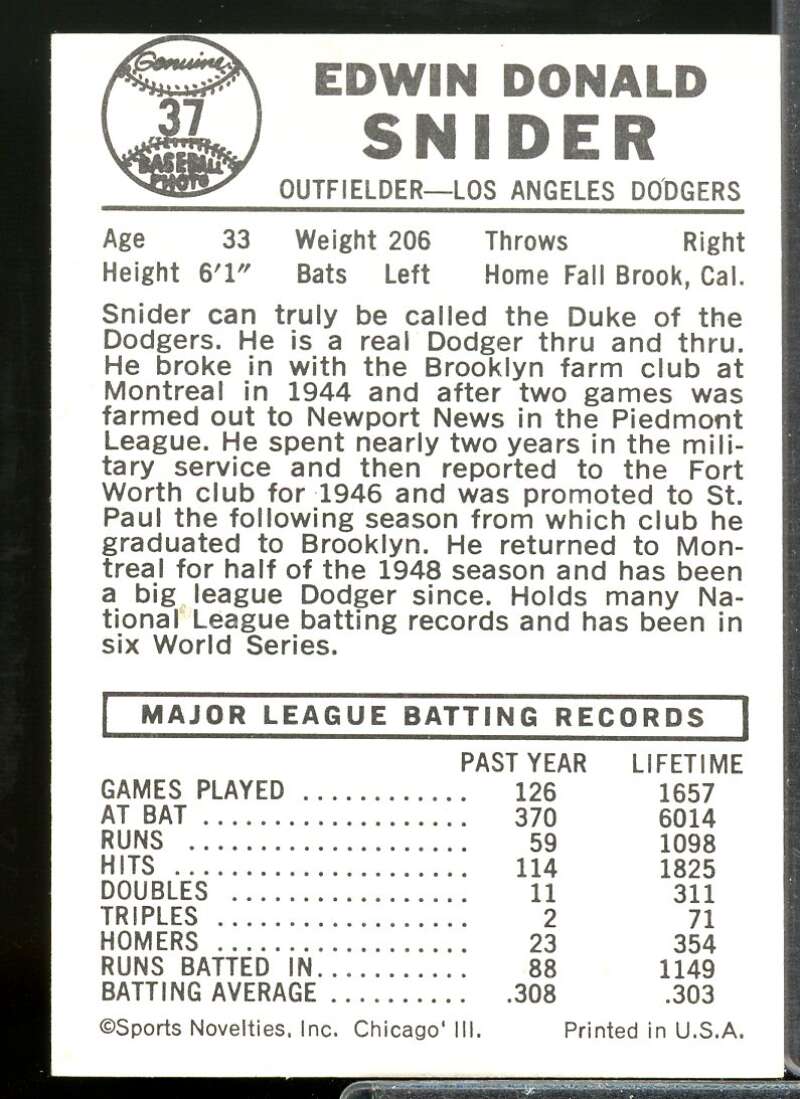 Genuine
37
BASEBALL
PHOTO
EDWIN DONALD
SNIDER
OUTFIELDER—LOS ANGELES DODGERS
Age 33 Weight 206 Throws Right
Height 6'1" Bats Left Home Fall Brook, Cal.
Snider can truly be called the Duke of the
Dodgers. He is a real Dodger thru and thru.
He broke in with the Brooklyn farm club at
Montreal in 1944 and after two games was
farmed out to Newport News in the Piedmont
League. He spent nearly two years in the mili-
tary service and then reported to the Fort
Worth club for 1946 and was promoted to St.
Paul the following season from which club he
graduated to Brooklyn. He returned to Mon-
treal for half of the 1948 season and has been
a big league Dodger since. Holds many Na-
tional League batting records and has been in
six World Series.
MAJOR LEAGUE BATTING RECORDS
PAST YEAR LIFETIME
GAMES PLAYED ............ 126 1657
AT BAT .................... 370 6014
RUNS ..................... 59 1098
HITS ...................... 114 1825
DOUBLES .................. 11 311
TRIPLES ................... 2 71
HOMERS ................... 23 354
RUNS BATTED IN............ 88 1149
BATTING AVERAGE .......... .308 .303
©Sports Novelties, Inc. Chicago' Ill. Printed in U.S.A.